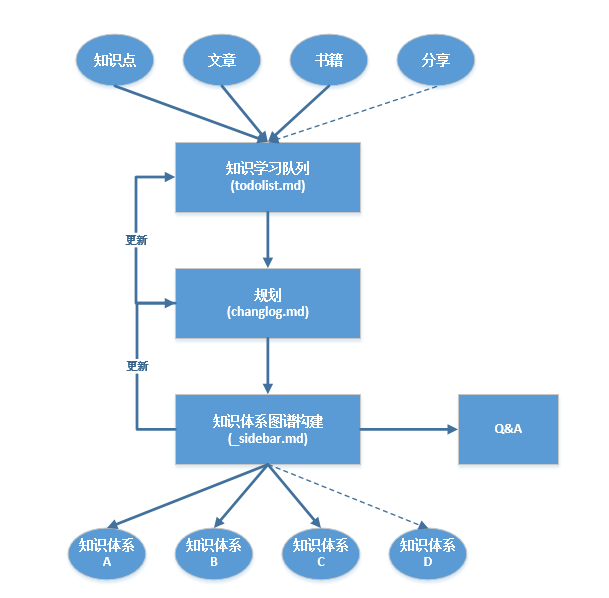 知识点
文章
书籍
分享
知识学习队列
(todolist.md)
更新
规划
(changlog.md)
更新
知识体系图谱构建
(_sidebar.md)
Q&A
知识体系
A
知识体系
B
知识体系
C
知识体系
D